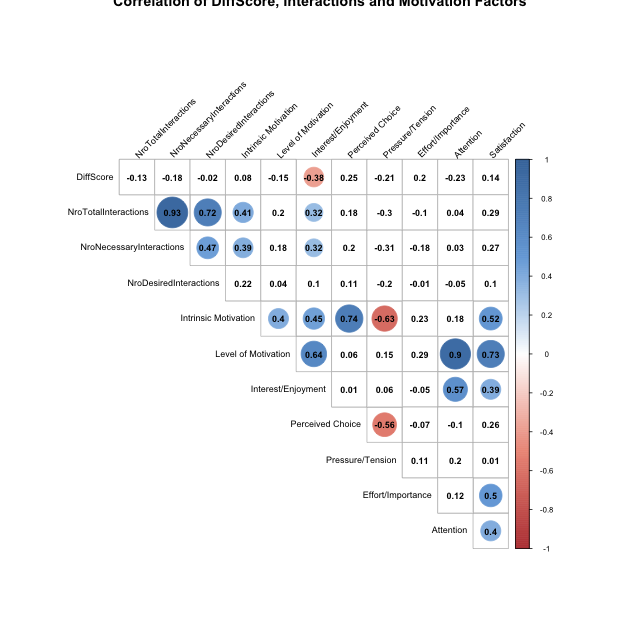 Correlation of DiffScore, Interactions and Motivation Factors
NroTotalInteractions
NroNecessaryInteractions
NroDesiredInteractions
Intrinsic Motivation
Level of Motivation
Interest/Enjoyment
Perceived Choice
Pressure/Tension
Effort/Importance
Attention
Satisfaction
DiffScore -0.13 -0.18 -0.02 0.08 -0.15 -0.38 0.25 -0.21 0.2 -0.23 0.14
NroTotalInteractions 0.93 0.72 0.41 0.2 0.32 0.18 -0.3 -0.1 0.04 0.29
NroNecessaryInteractions 0.47 0.39 0.18 0.32 0.2 -0.31 -0.18 0.03 0.27
NroDesiredInteractions 0.22 0.04 0.1 0.11 -0.2 -0.01 -0.05 0.1
Intrinsic Motivation 0.4 0.45 0.74 -0.63 0.23 0.18 0.52
Level of Motivation 0.64 0.06 0.15 0.29 0.9 0.73
Interest/Enjoyment 0.01 0.06 -0.05 0.57 0.39
Perceived Choice -0.56 -0.07 -0.1 0.26
Pressure/Tension 0.11 0.2 0.01
Effort/Importance 0.12 0.5
Attention 0.4
1
0.8
0.6
0.4
0.2
0
-0.2
-0.4
-0.6
-0.8
-1